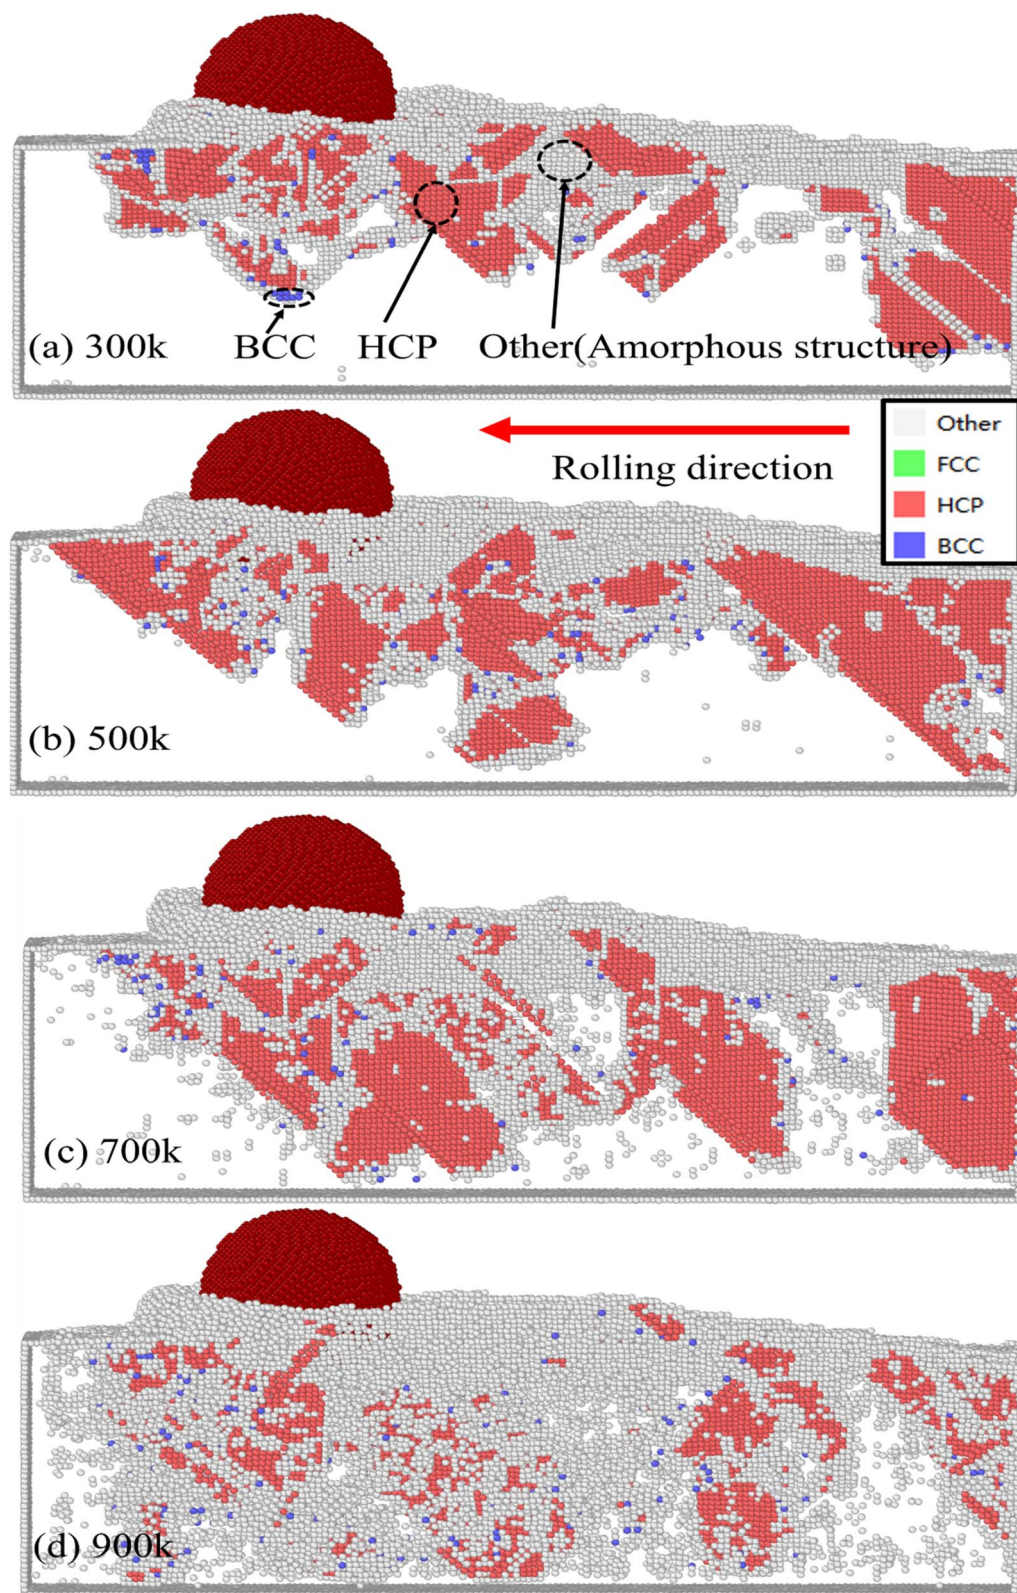 BCC HCP Other(Amorphous structure)
(a) 300k
Rolling direction
Other
FCC
HCP
BCC
(b) 500k
(c) 700k
(d) 900k